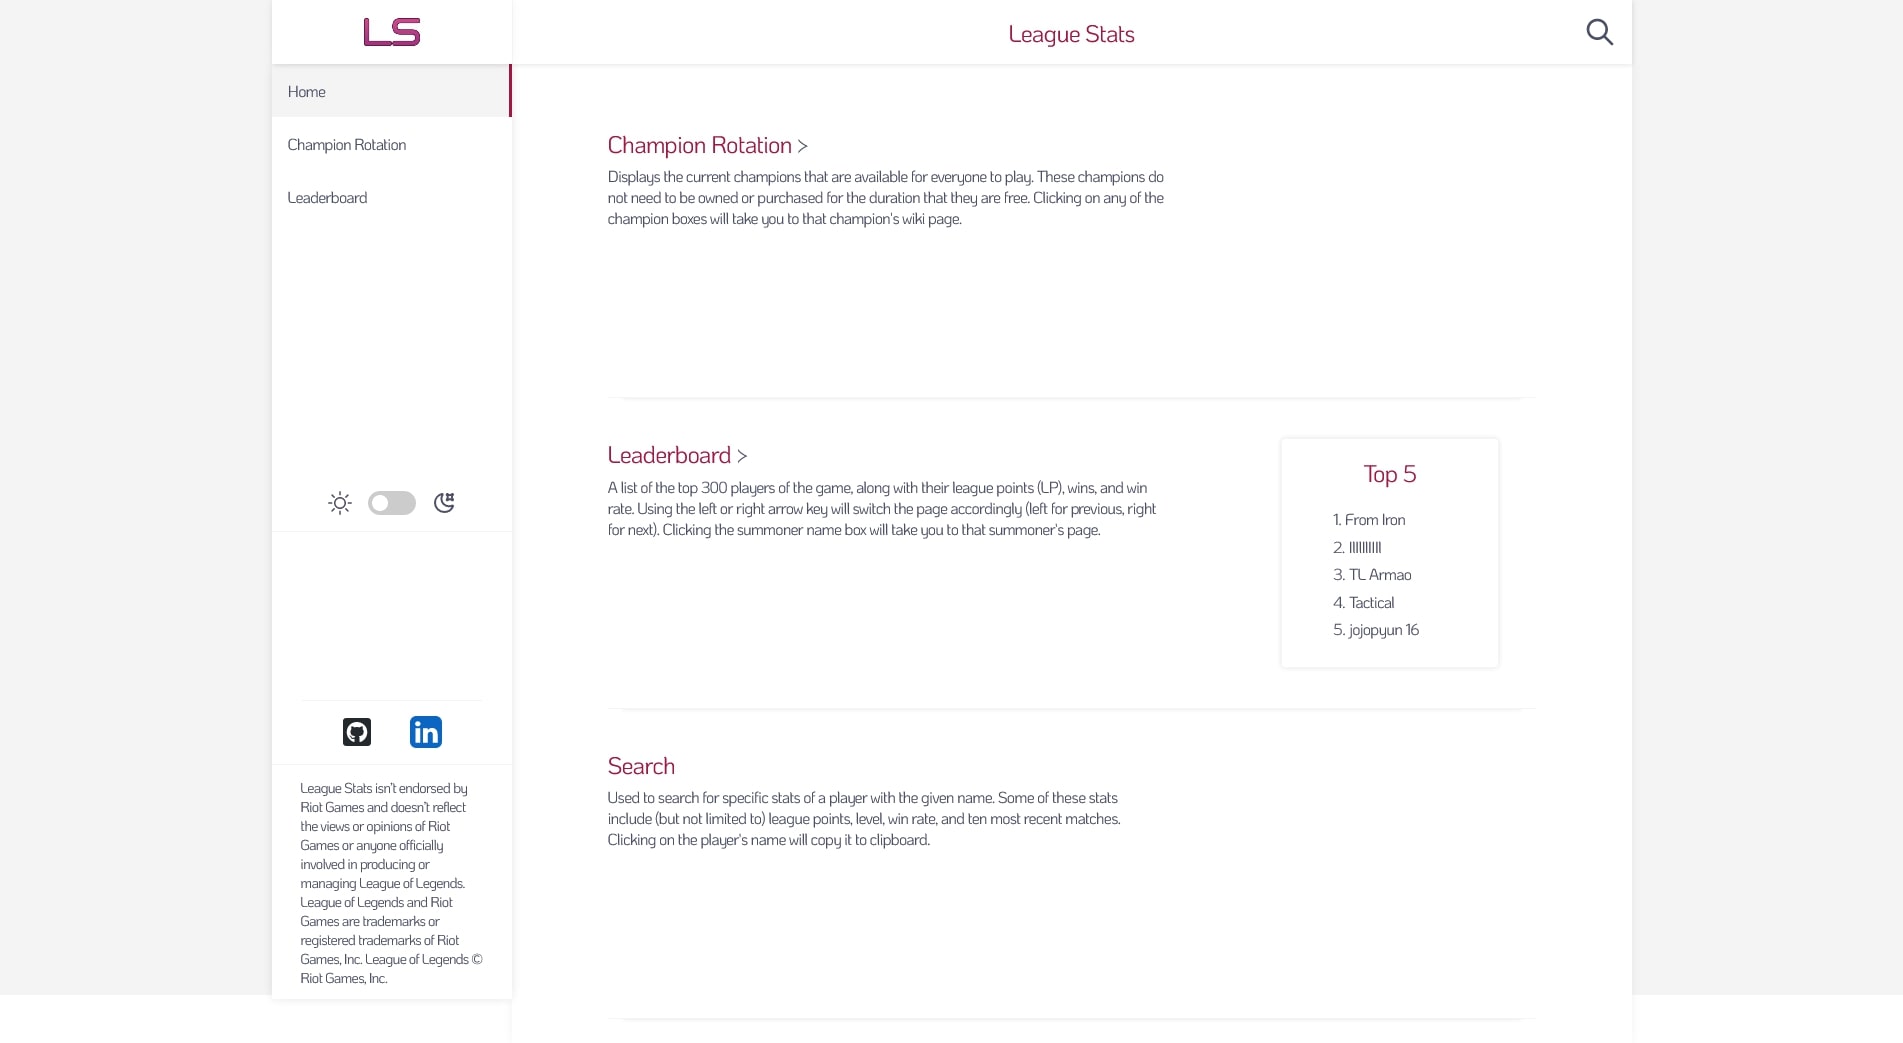 LS
League Stats
Home
Champion Rotation
Leaderboard
Champion Rotation >
Displays the current champions that are available for everyone to play. These champions do
not need to be owned or purchased for the duration that they are free. Clicking on any of the
champion boxes will take you to that champion's wiki page.
Leaderboard >
A list of the top 300 players of the game, along with their league points (LP), wins, and win
rate. Using the left or right arrow key will switch the page accordingly (left for previous, right
for next). Clicking the summoner name box will take you to that summoner's page.
Top 5
1. From Iron
2.
3. TL Armao
4. Tactical
5. jojopyun 16
Search
Used to search for specific stats of a player with the given name. Some of these stats
include (but not limited to) league points, level, win rate, and ten most recent matches.
Clicking on the player's name will copy it to clipboard.
in
League Stats isn't endorsed by
Riot Games and doesn't reflect
the views or opinions of Riot
Games or anyone officially
involved in producing or
managing League of Legends.
League of Legends and Riot
Games are trademarks or
registered trademarks of Riot
Games, Inc. League of Legends ©
Riot Games, Inc.